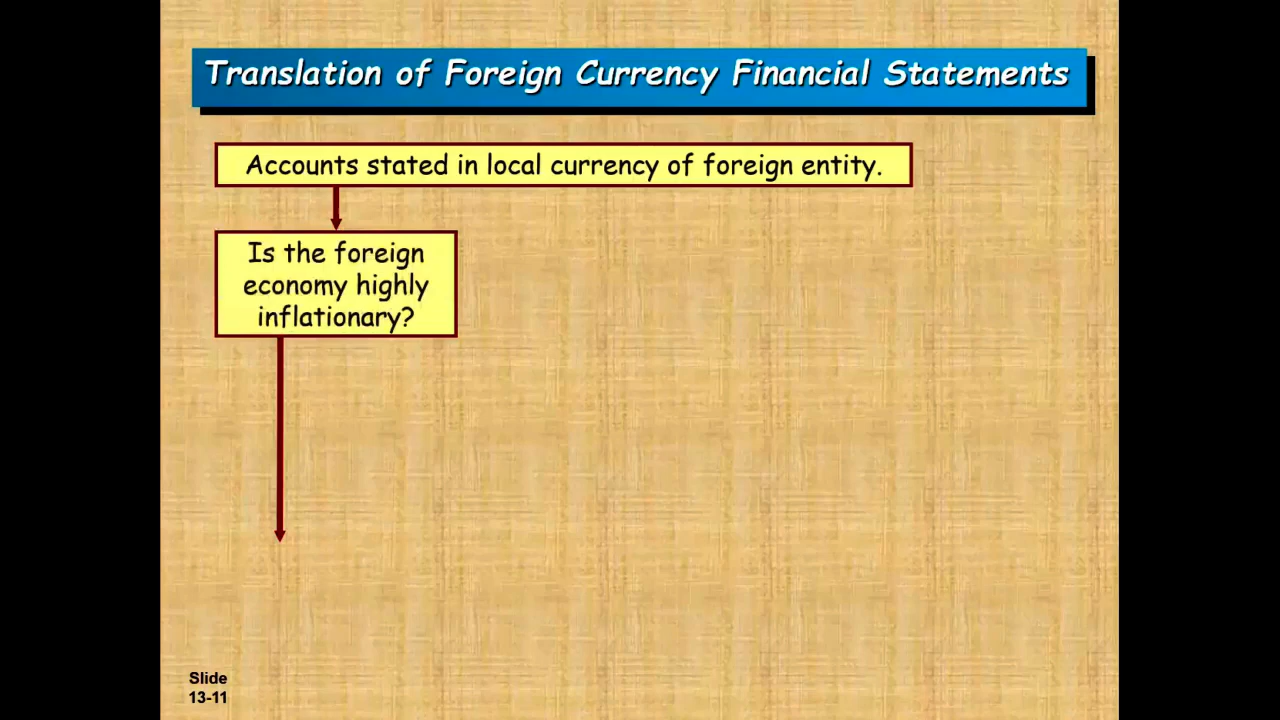 Translation of Foreign Currency Financial Statements
Accounts stated in local currency of foreign entity.
Is the foreign
economy highly
inflationary?
Slide
13-11